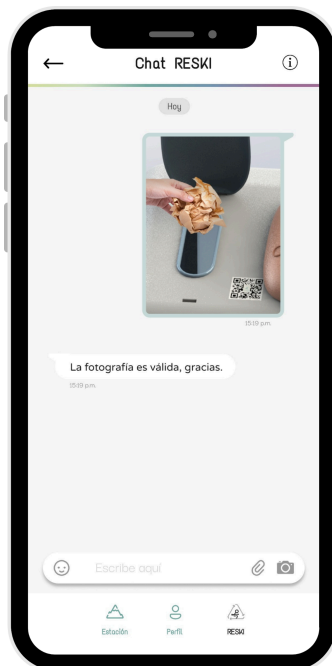 Chat RESKI
Hoy
15:19 p.m.
La fotografía es válida, gracias.
15:19 p.m.
Escribe aquí
Estación
Perfil
RESKI